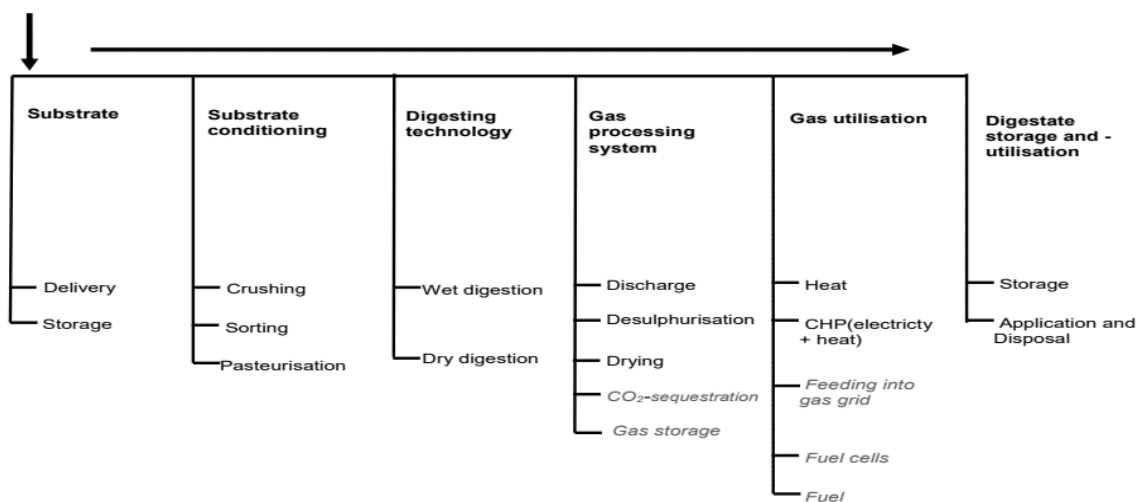 Substrate
Delivery
Storage
Substrate
conditioning
Crushing
Sorting
Pasteurisation
Digesting
technology
Wet digestion
Dry digestion
Gas
processing
system
Discharge
Desulphurisation
Drying
CO₂-sequestration
Gas storage
Gas utilisation
Heat
CHP(electricty
+ heat)
Feeding into
gas grid
Fuel cells
Fuel
Digestate
storage and -
utilisation
Storage
Application and
Disposal